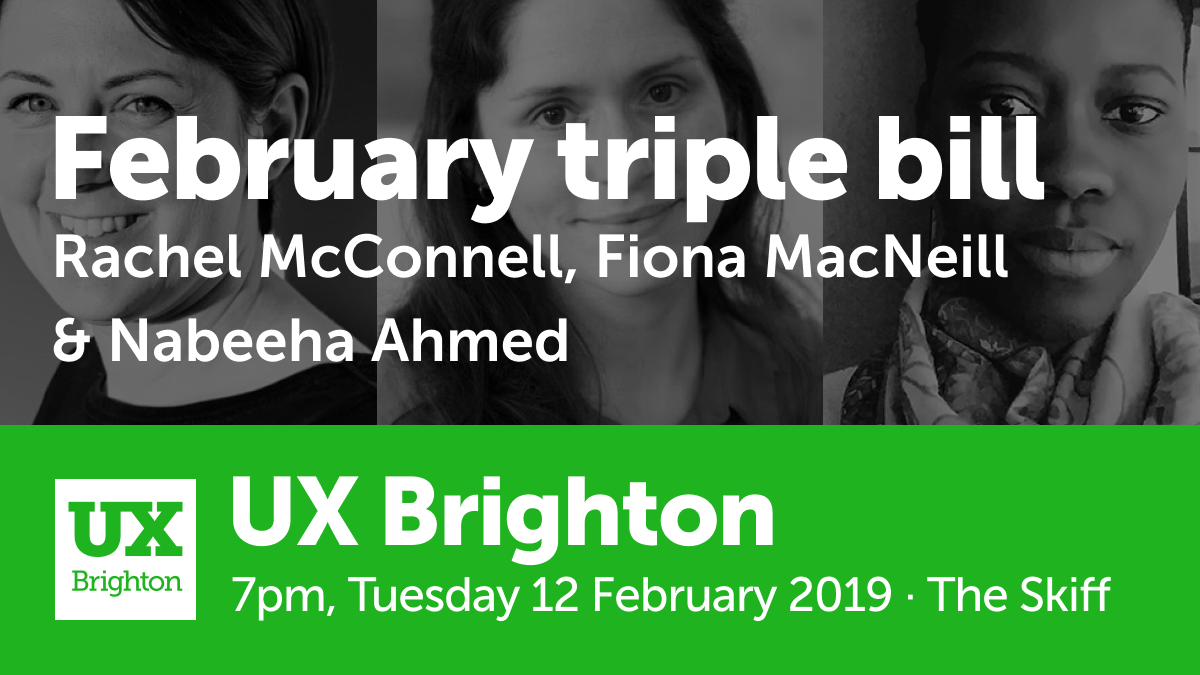 February triple bill
Rachel McConnell, Fiona MacNeill
& Nabeeha Ahmed
UX
Brighton
UX Brighton
7pm, Tuesday 12 February 2019 · The Skiff